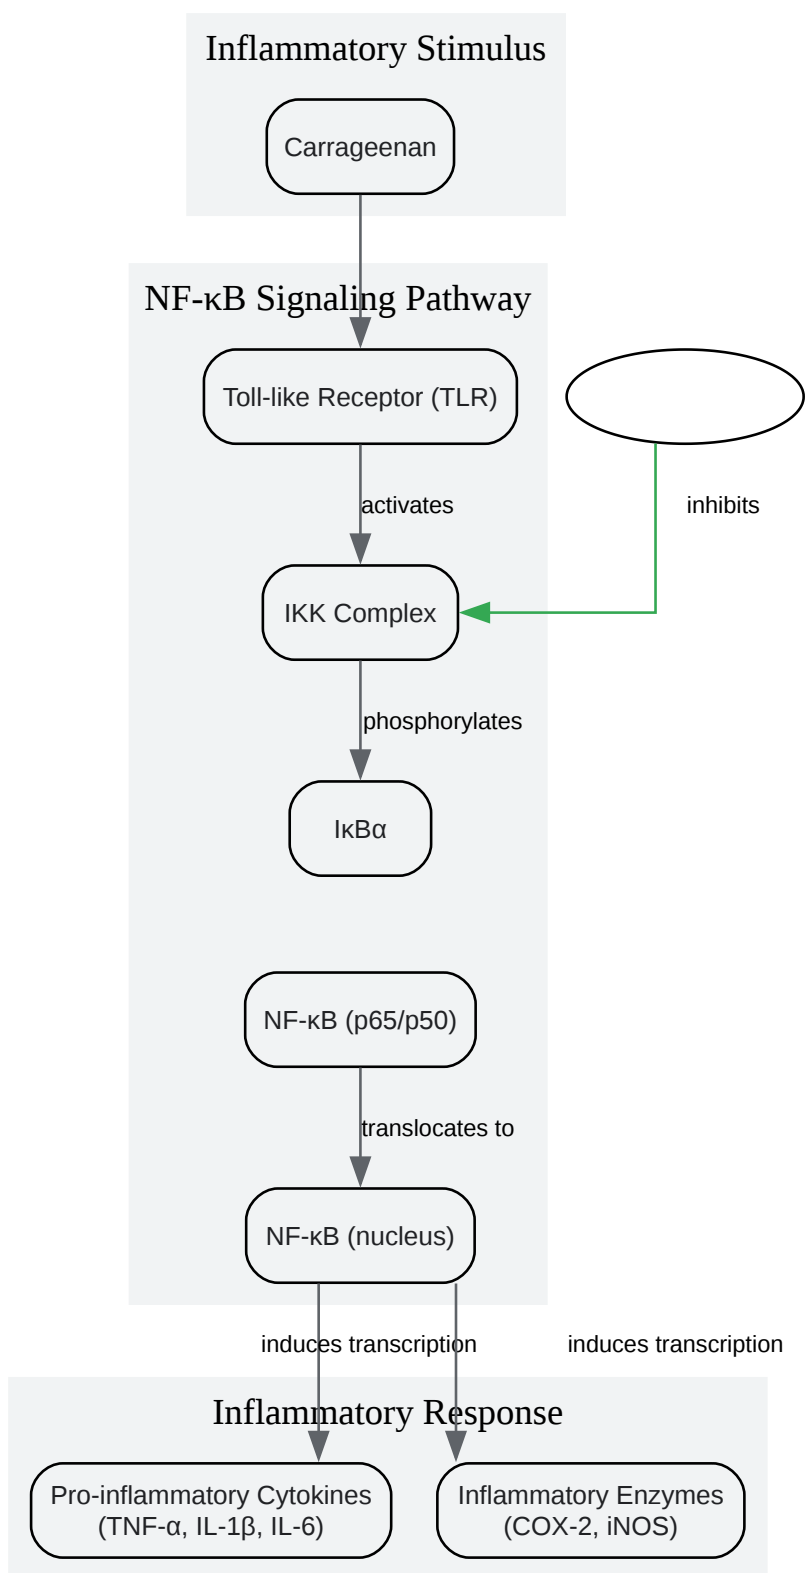 Inflammatory Stimulus
Carrageenan
NF-κB Signaling Pathway
Toll-like Receptor (TLR)
activates
inhibits
IKK Complex
phosphorylates
IκBα
NF-κB (p65/p50)
translocates to
NF-κB (nucleus)
induces transcription
induces transcription
Inflammatory Response
Pro-inflammatory Cytokines
(TNF-α, IL-1β, IL-6)
Inflammatory Enzymes
(COX-2, iNOS)